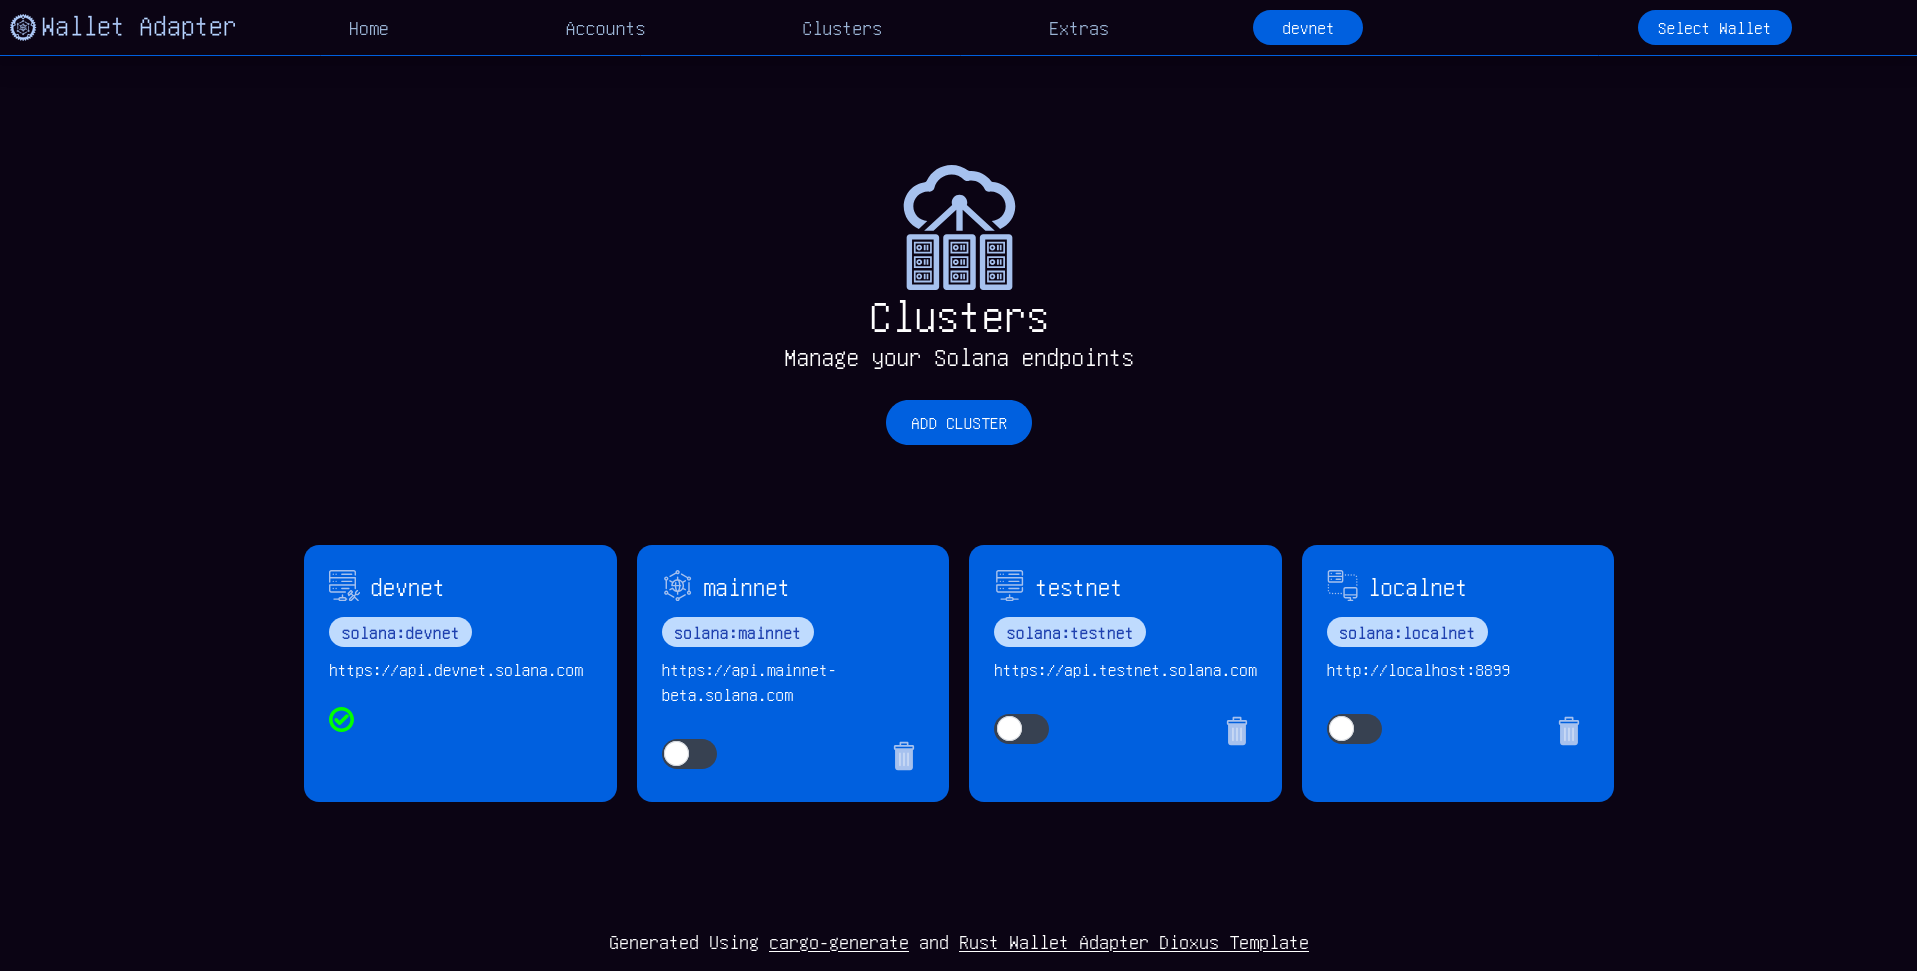 Wallet Adapter Home Accounts Clusters Extras devnet Select Wallet
Clusters
Manage your Solana endpoints
ADD CLUSTER
devnet
solana:devnet
https://api.devnet.solana.com
mainnet
solana:mainnet
https://api.mainnet-
beta.solana.com
testnet
solana:testnet
https://api.testnet.solana.com
localnet
solana:localnet
http://localhost:8899
Generated Using cargo-generate and Rust Wallet Adapter Dioxus Template